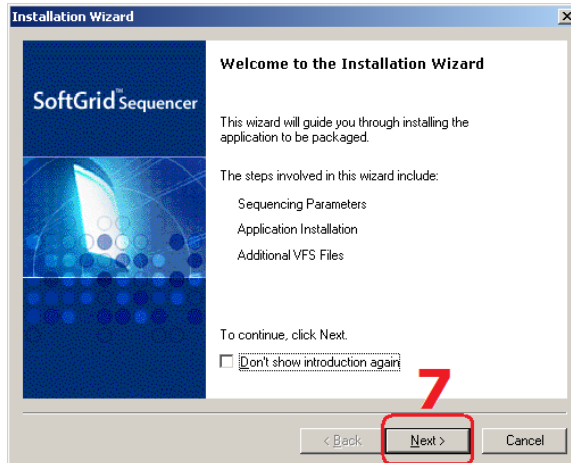 Installation Wizard
Welcome to the Installation Wizard
SoftGrid™ Sequencer
This wizard will guide you through installing the
application to be packaged.
The steps involved in this wizard include:
Sequencing Parameters
Application Installation
Additional VFS Files
To continue, click Next.
Don't show introduction again
7
< Back
Next >
Cancel